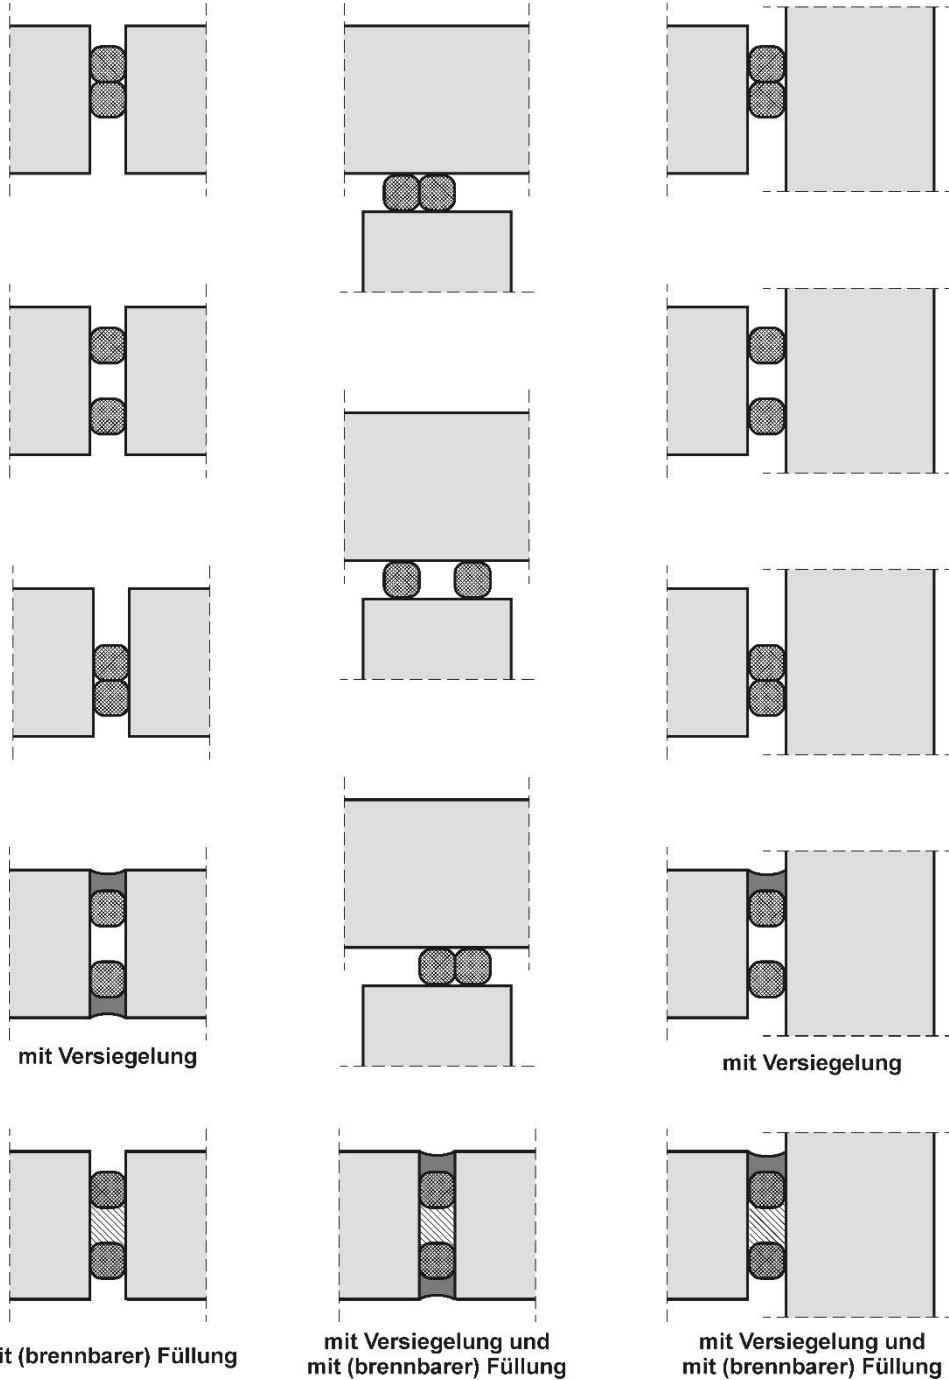 mit Versiegelung
mit Versiegelung
it (brennbarer) Füllung
mit Versiegelung und
mit (brennbarer) Füllung
mit Versiegelung und
mit (brennbarer) Füllung